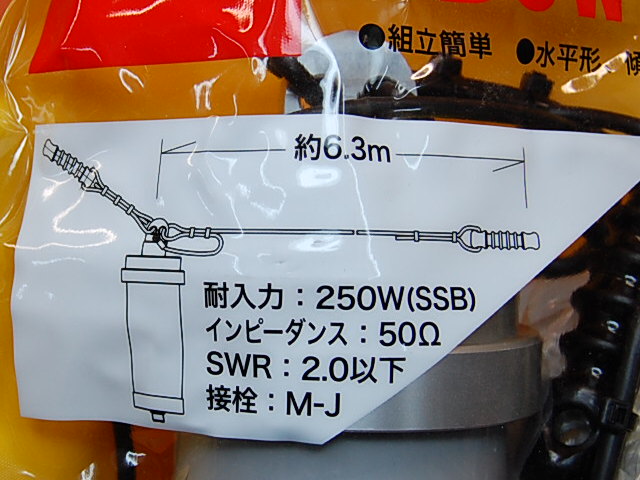 ●組立簡単 ●水平形
約6.3m
耐入力：250W(SSB)
インピーダンス：50Ω
SWR：2.0以下
接栓：M-J